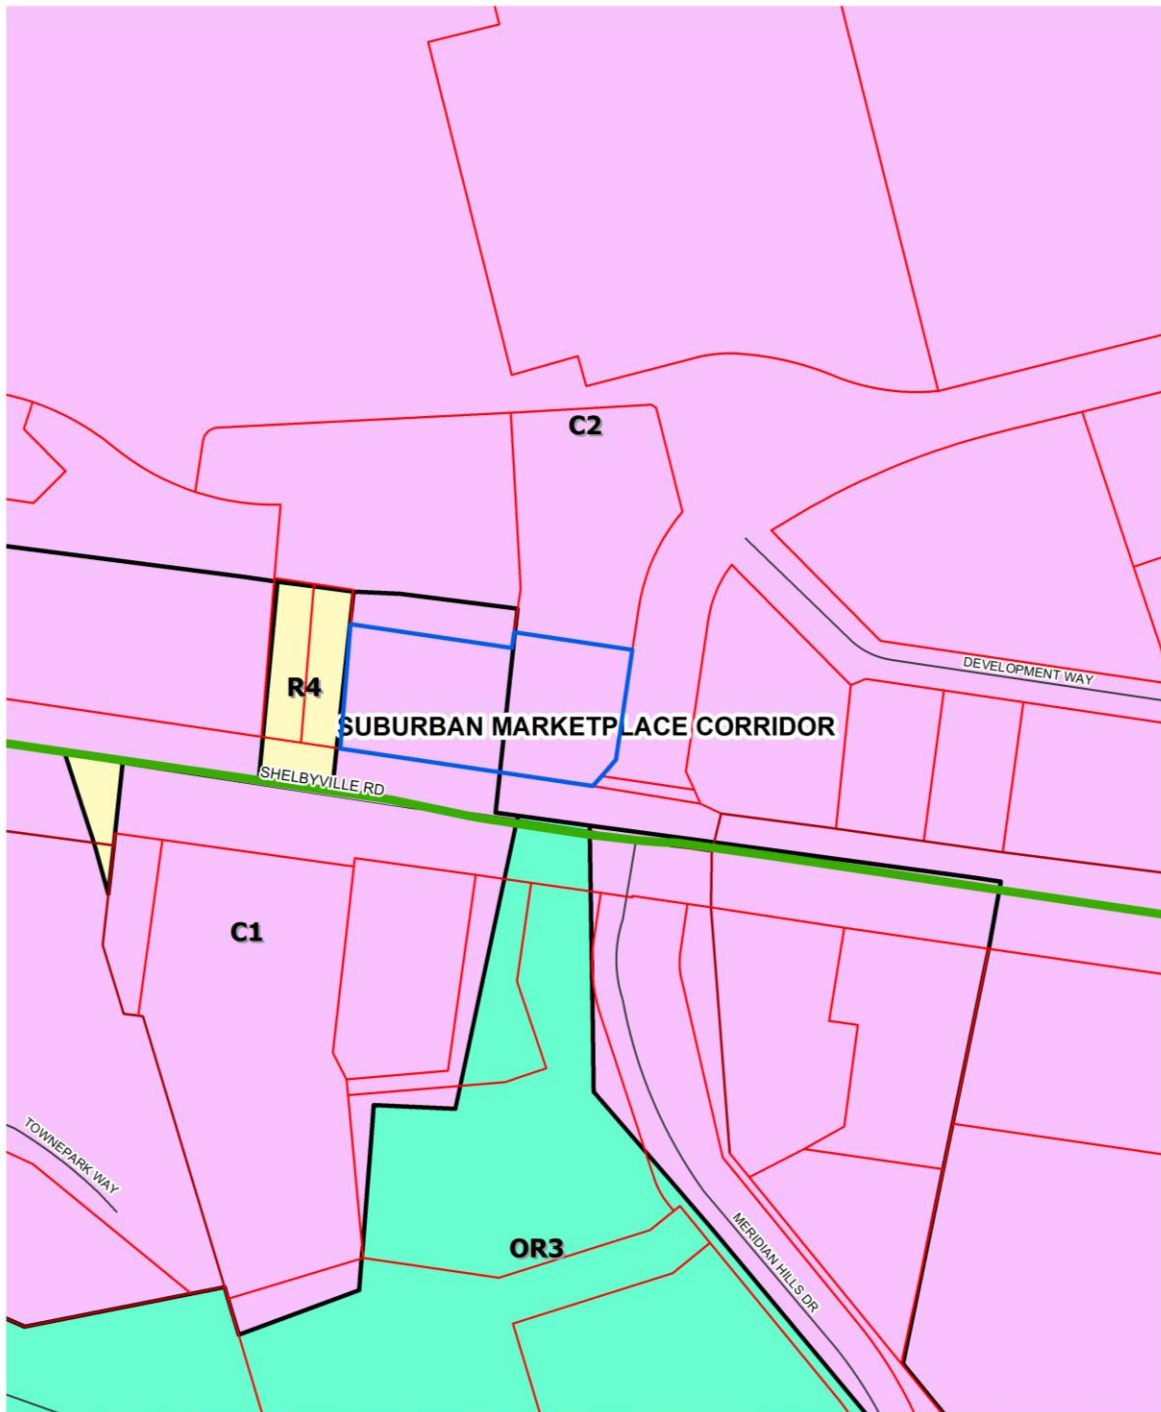 C2
DEVELOPMENT WAY
R4
SUBURBAN MARKETPLACE CORRIDOR
SHELBYVILLE RD
C1
TOWNEPARK WAY
OR3
MERIDIAN HILLS DR